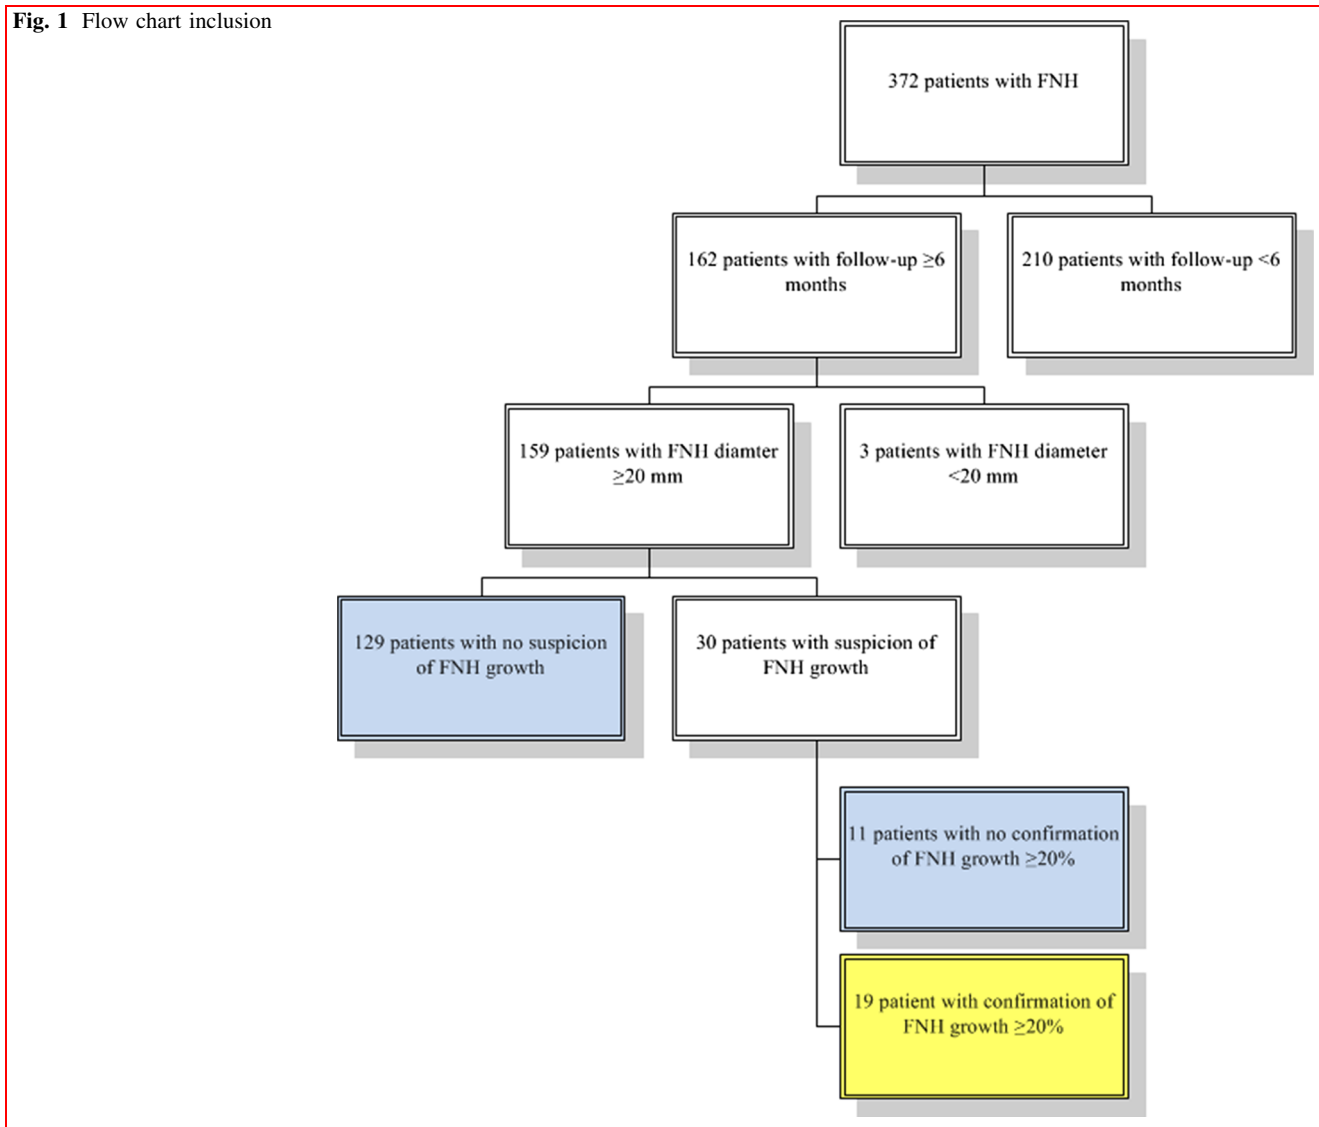 Fig. 1 Flow chart inclusion
372 patients with FNH
162 patients with follow-up ≥6
months
210 patients with follow-up <6
months
159 patients with FNH diamter
≥20 mm
3 patients with FNH diameter
<20 mm
129 patients with no suspicion
of FNH growth
30 patients with suspicion of
FNH growth
11 patients with no confirmation
of FNH growth ≥20%
19 patient with confirmation of
FNH growth ≥20%